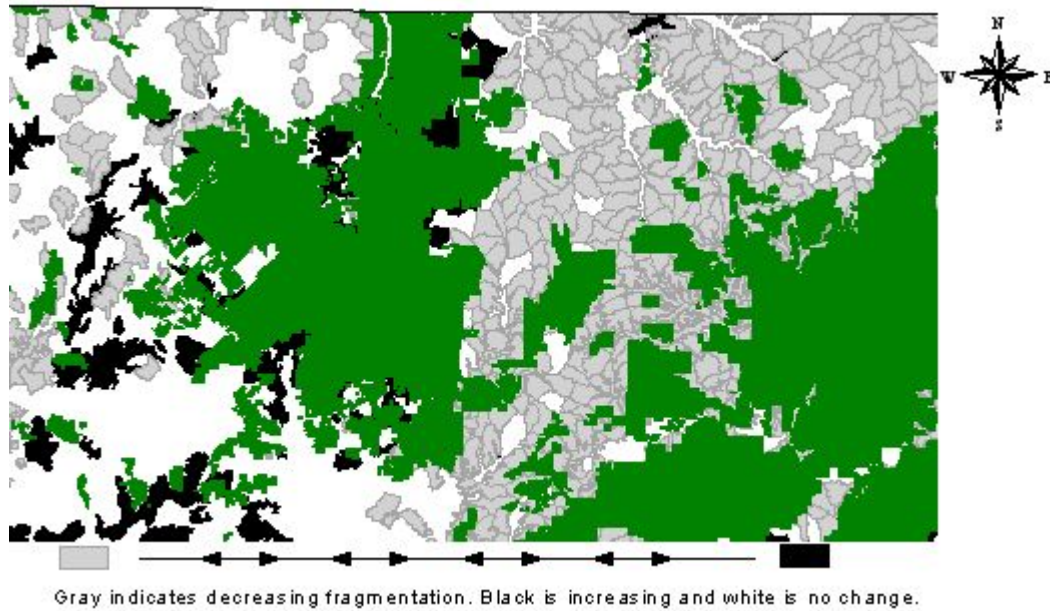 N
W E
S
Gray indicates decreasing fragmentation. Black is increasing and white is no change.